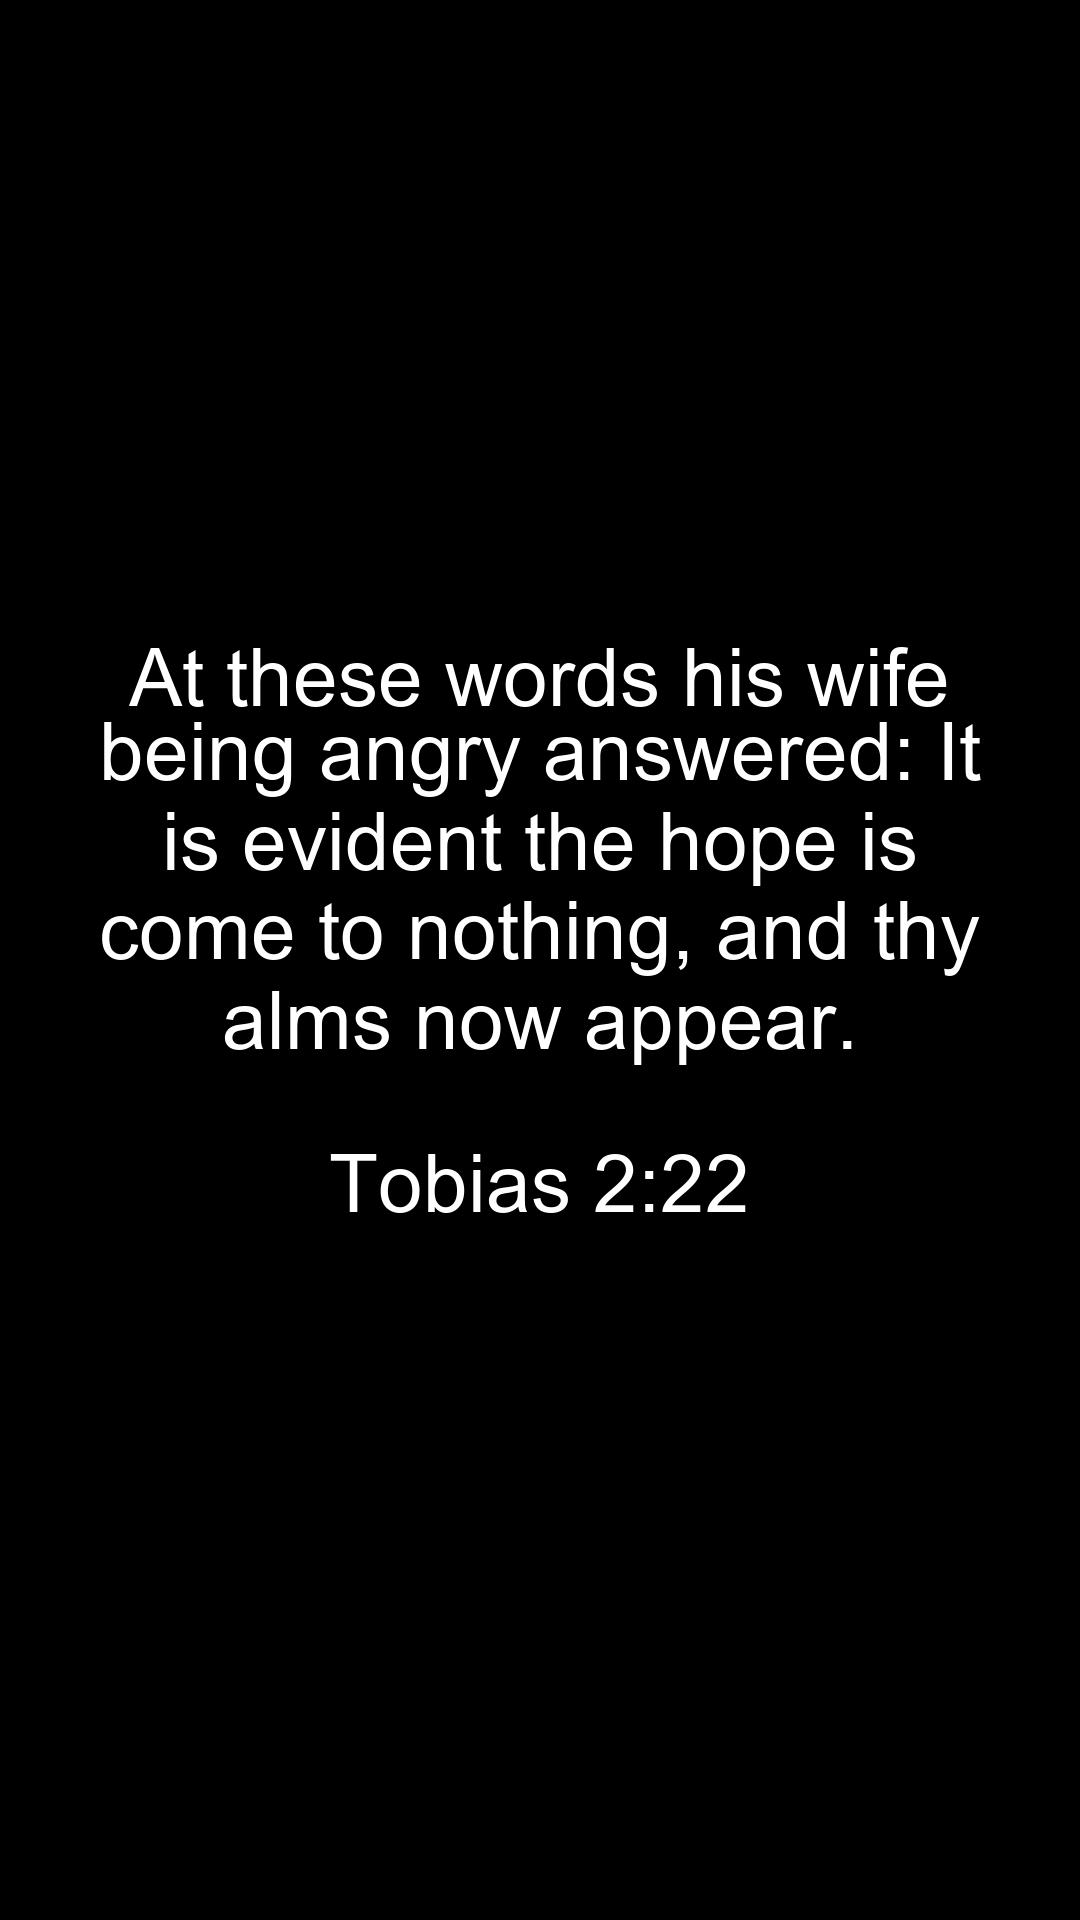 At these words his wife
being angry answered: It
is evident the hope is
come to nothing, and thy
alms now appear.
Tobias 2:22